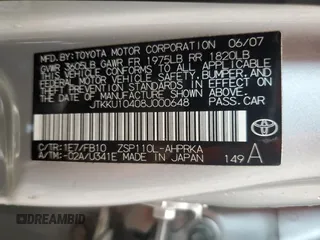 MFD. BY: TOYOTA MOTOR CORPORATION 06/07
GVWR 3605LB GAWR FR 1975LB RR 1820LB
THIS VEHICLE CONFORMS TO ALL APPLICABLE
FEDERAL MOTOR VEHICLE SAFETY, BUMPER, AND
THEFT PREVENTION STANDARDS IN EFFECT ON
THE DATE OF MANUFACTURE SHOWN ABOVE.
JTKKU10408J000648 PASS. CAR
C/TR: 1E7/FB10 ZSP110L-AHPRKA
A/TM: -02A/U341E MADE IN JAPAN 149A
DREAMBID